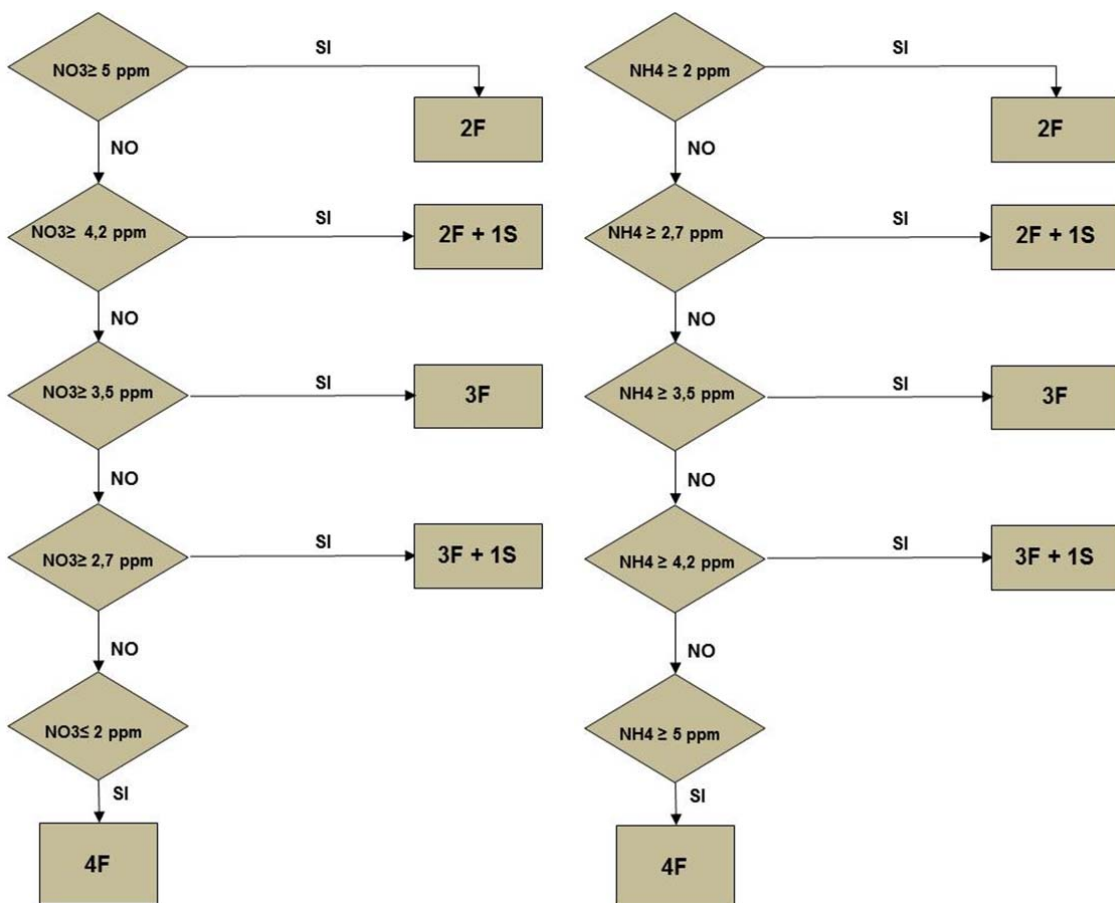 NO3≥ 5 ppm
SI
2F
NO
NO3≥ 4,2 ppm
SI
2F + 1S
NO
NO3≥ 3,5 ppm
SI
3F
NO
NO3≥ 2,7 ppm
SI
3F + 1S
NO
NO3≤ 2 ppm
SI
4F
NH4 ≥ 2 ppm
SI
2F
NO
NH4 ≥ 2,7 ppm
SI
2F + 1S
NO
NH4 ≥ 3,5 ppm
SI
3F
NO
NH4 ≥ 4,2 ppm
SI
3F + 1S
NO
NH4 ≥ 5 ppm
SI
4F